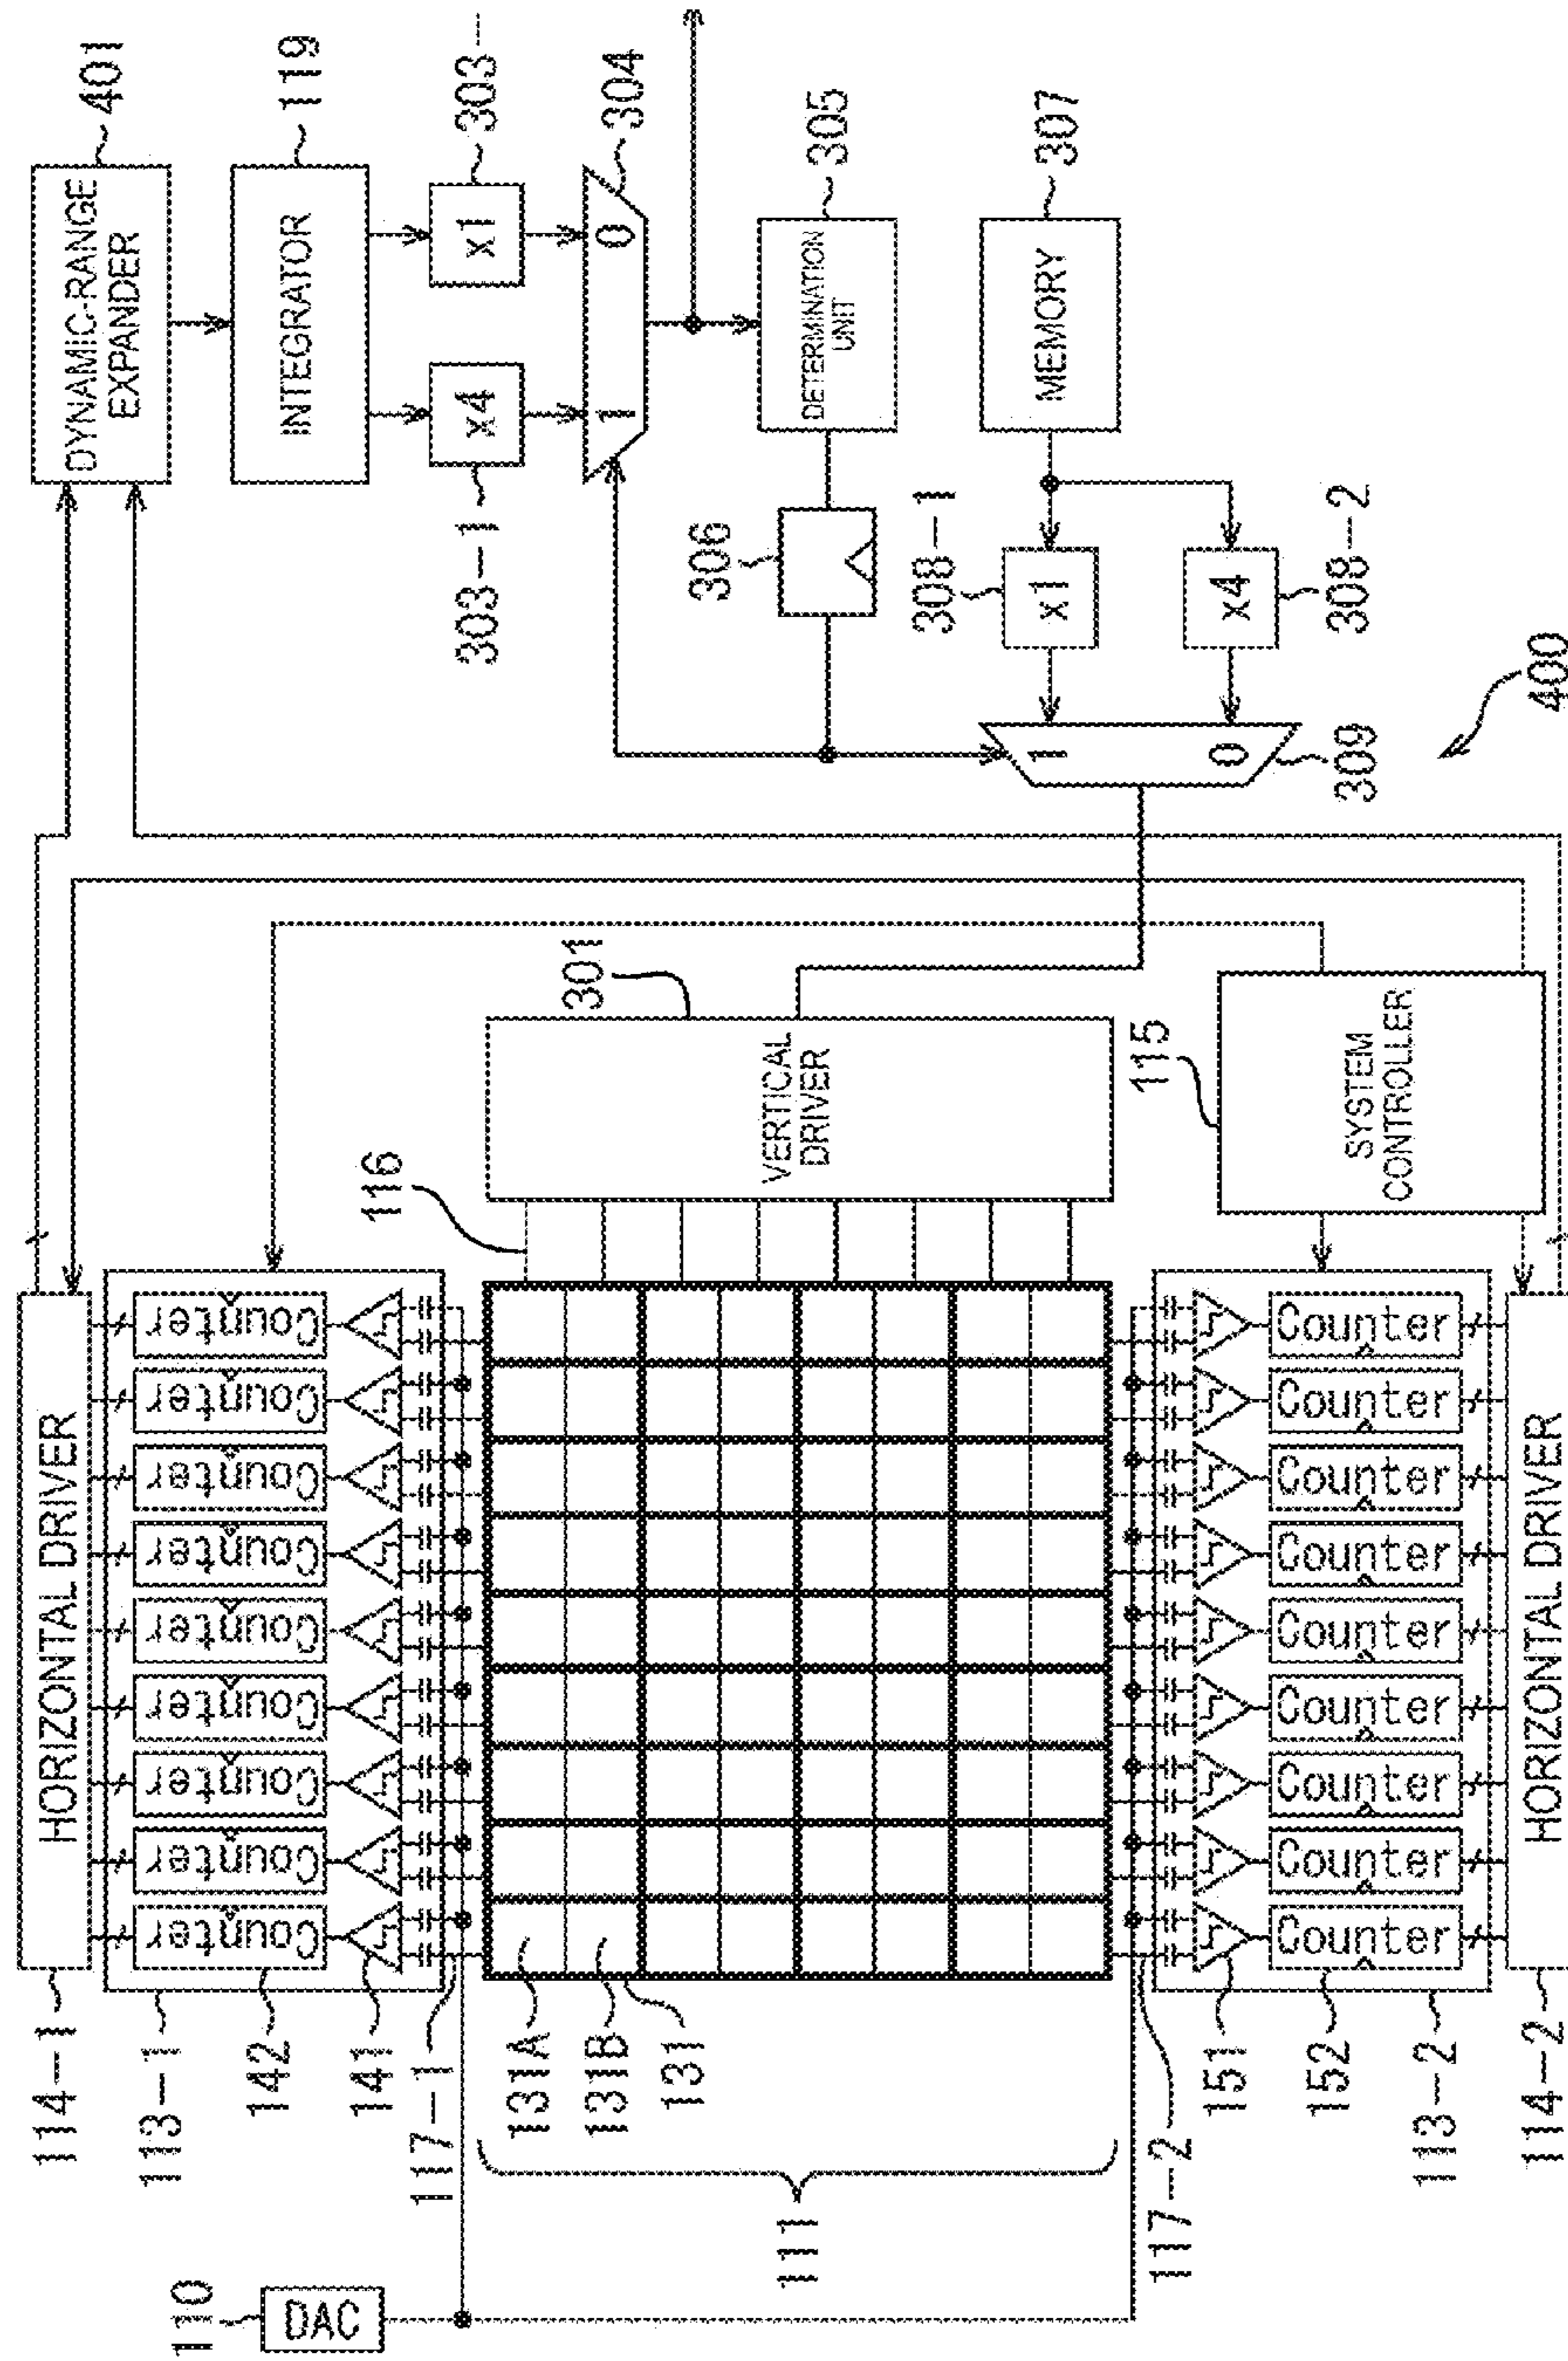 114-1
HORIZONTAL DRIVER
DYNAMIC-RANGE
EXPANDER
401
113-1
142
Counter
Counter
Counter
Counter
Counter
Counter
Counter
Counter
Counter
INTEGRATOR
119
141
117-1
116
303-1
x4
x1
303-
1
0
304
110
DAC
111
131A
131B
131
301
VERTICAL
DRIVER
306
DETERMINATION
UNIT
305
MEMORY
307
308-1
x1
x4
308-2
1
0
309
115
SYSTEM
CONTROLLER
400
117-2
151
152
Counter
Counter
Counter
Counter
Counter
Counter
Counter
Counter
Counter
113-2
114-2
HORIZONTAL DRIVER